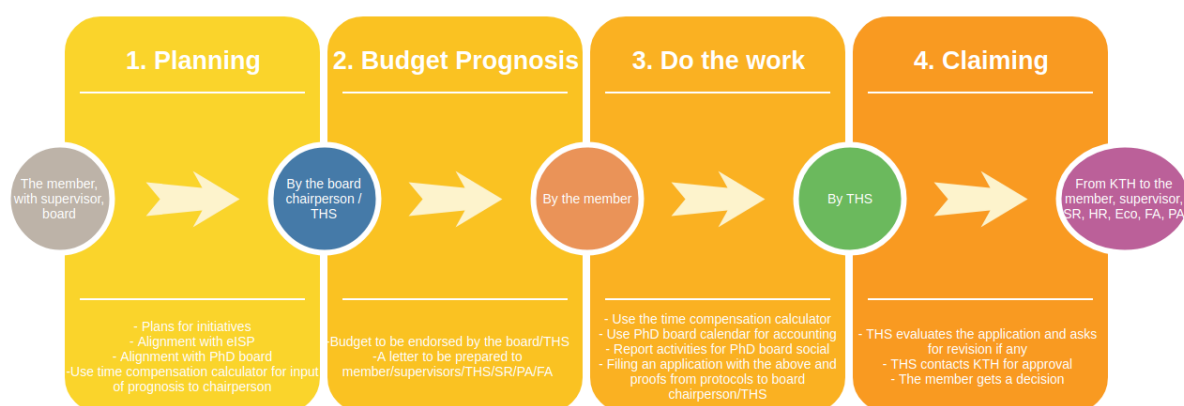 1. Planning
2. Budget Prognosis
3. Do the work
4. Claiming
The member,
with supervisor,
board
By the board
chairperson /
THS
By the member
By THS
From KTH to the
member, supervisor,
SR, HR, Eco, FA, PA
- Plans for initiatives
- Alignment with eISP
- Alignment with PhD board
-Use time compensation calculator for input
of prognosis to chairperson
-Budget to be endorsed by the board/THS
-A letter to be prepared to
member/supervisors/THS/SR/PA/FA
- Use the time compensation calculator
- Use PhD board calendar for accounting
- Report activities for PhD board social
- Filing an application with the above and
proofs from protocols to board
chairperson/THS
- THS evaluates the application and asks
for revision if any
- THS contacts KTH for approval
- The member gets a decision